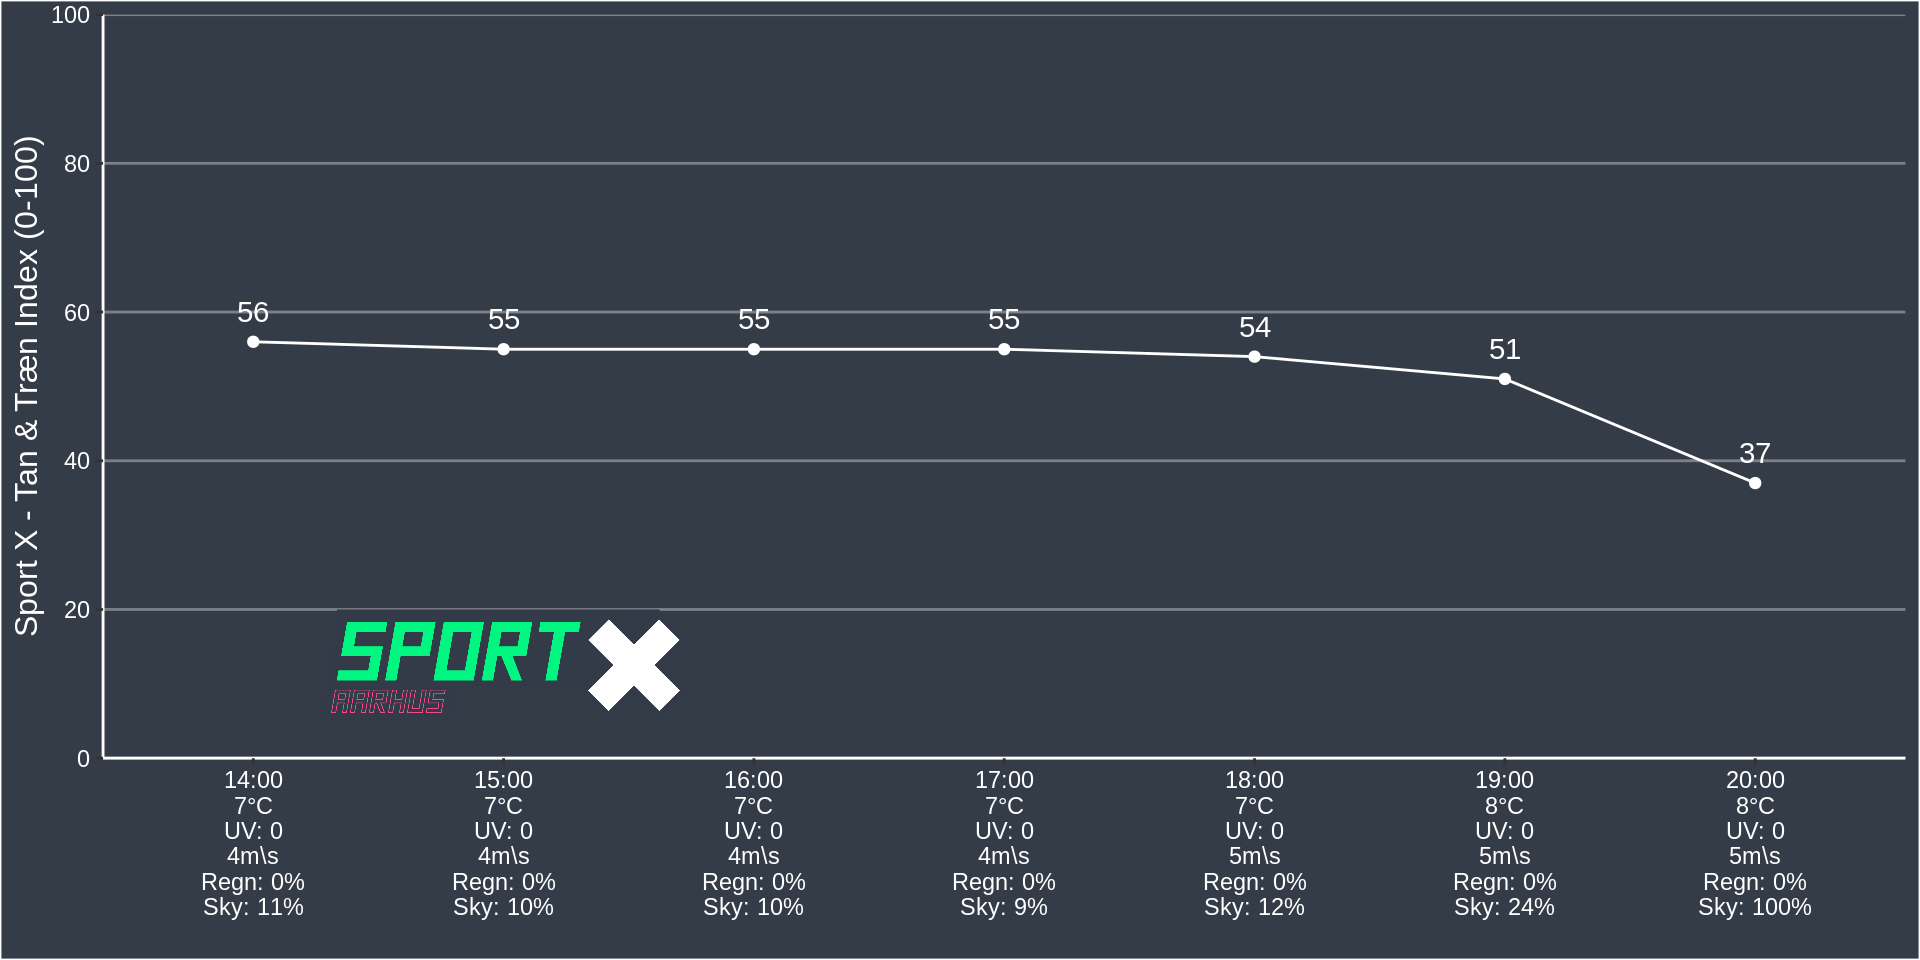 Sport X - Tan & Træn Index (0-100)
100
80
60
40
20
0
56
55
55
55
54
51
37
SPORT X
AARHUS
14:00
7°C
UV: 0
4m\s
Regn: 0%
Sky: 11%
15:00
7°C
UV: 0
4m\s
Regn: 0%
Sky: 10%
16:00
7°C
UV: 0
4m\s
Regn: 0%
Sky: 10%
17:00
7°C
UV: 0
4m\s
Regn: 0%
Sky: 9%
18:00
7°C
UV: 0
5m\s
Regn: 0%
Sky: 12%
19:00
8°C
UV: 0
5m\s
Regn: 0%
Sky: 24%
20:00
8°C
UV: 0
5m\s
Regn: 0%
Sky: 100%